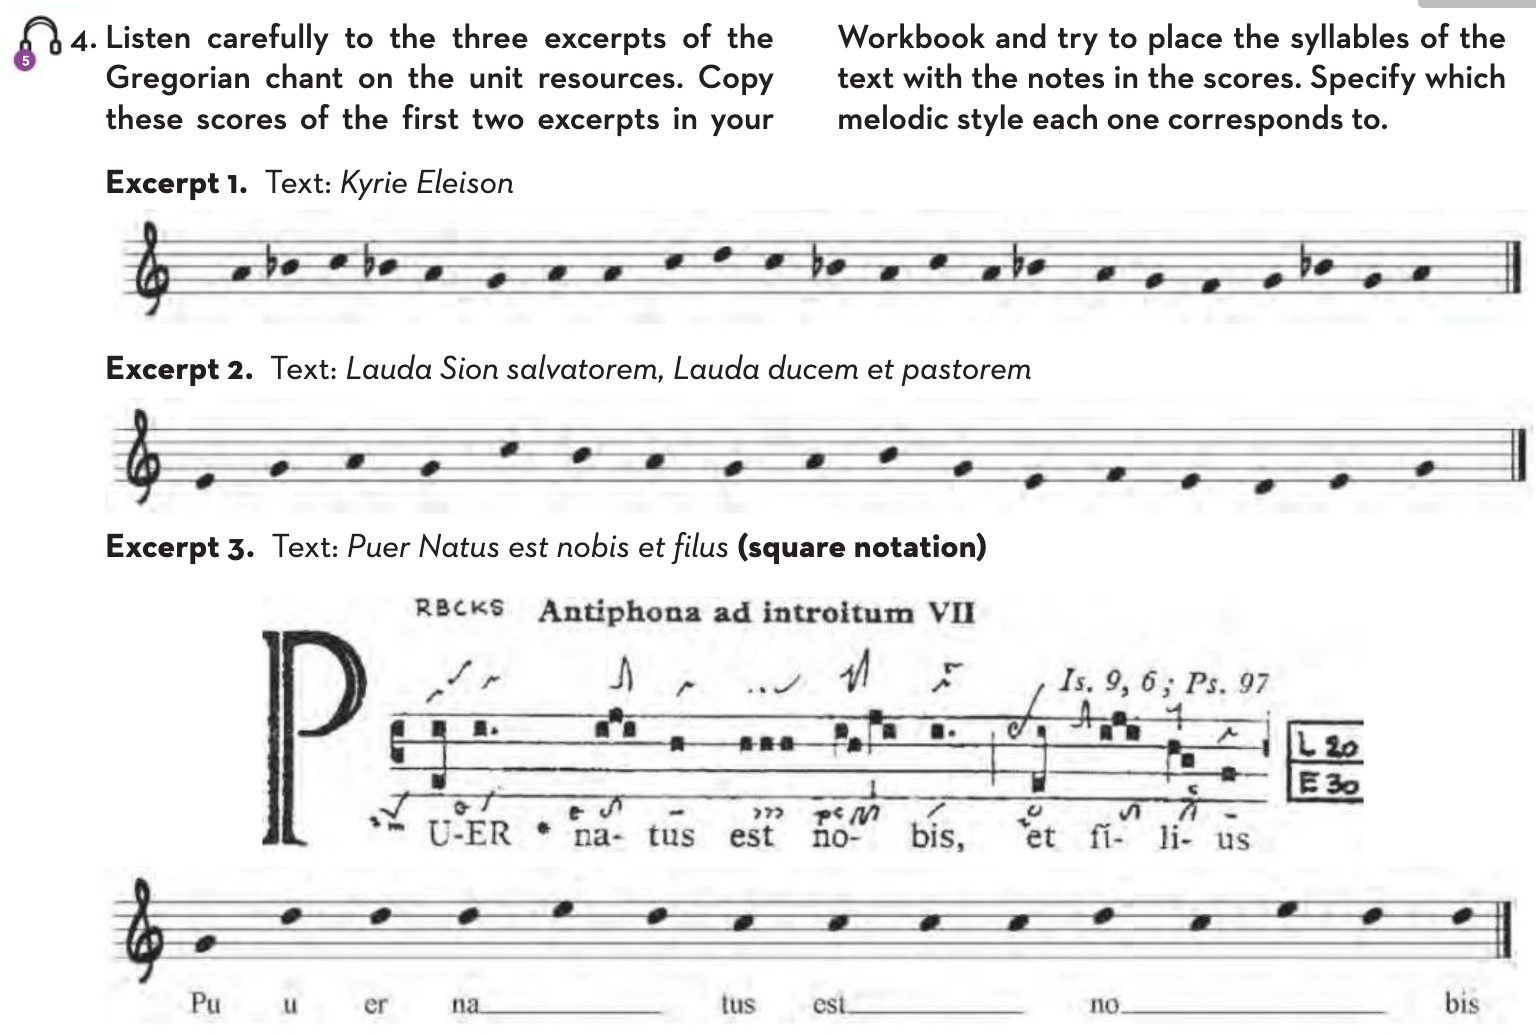 5
4. Listen carefully to the three excerpts of the
Gregorian chant on the unit resources. Copy
these scores of the first two excerpts in your
Workbook and try to place the syllables of the
text with the notes in the scores. Specify which
melodic style each one corresponds to.
Excerpt 1. Text: Kyrie Eleison
Excerpt 2. Text: Lauda Sion salvatorem, Lauda ducem et pastorem
Excerpt 3. Text: Puer Natus est nobis et filus (square notation)
RBCKS Antiphona ad introitum VII
Is. 9, 6; Ps. 97
P
L 20
E 30
U-ER * na- tus est no- bis, et fí- li- us
Pu u er na tus est no bis